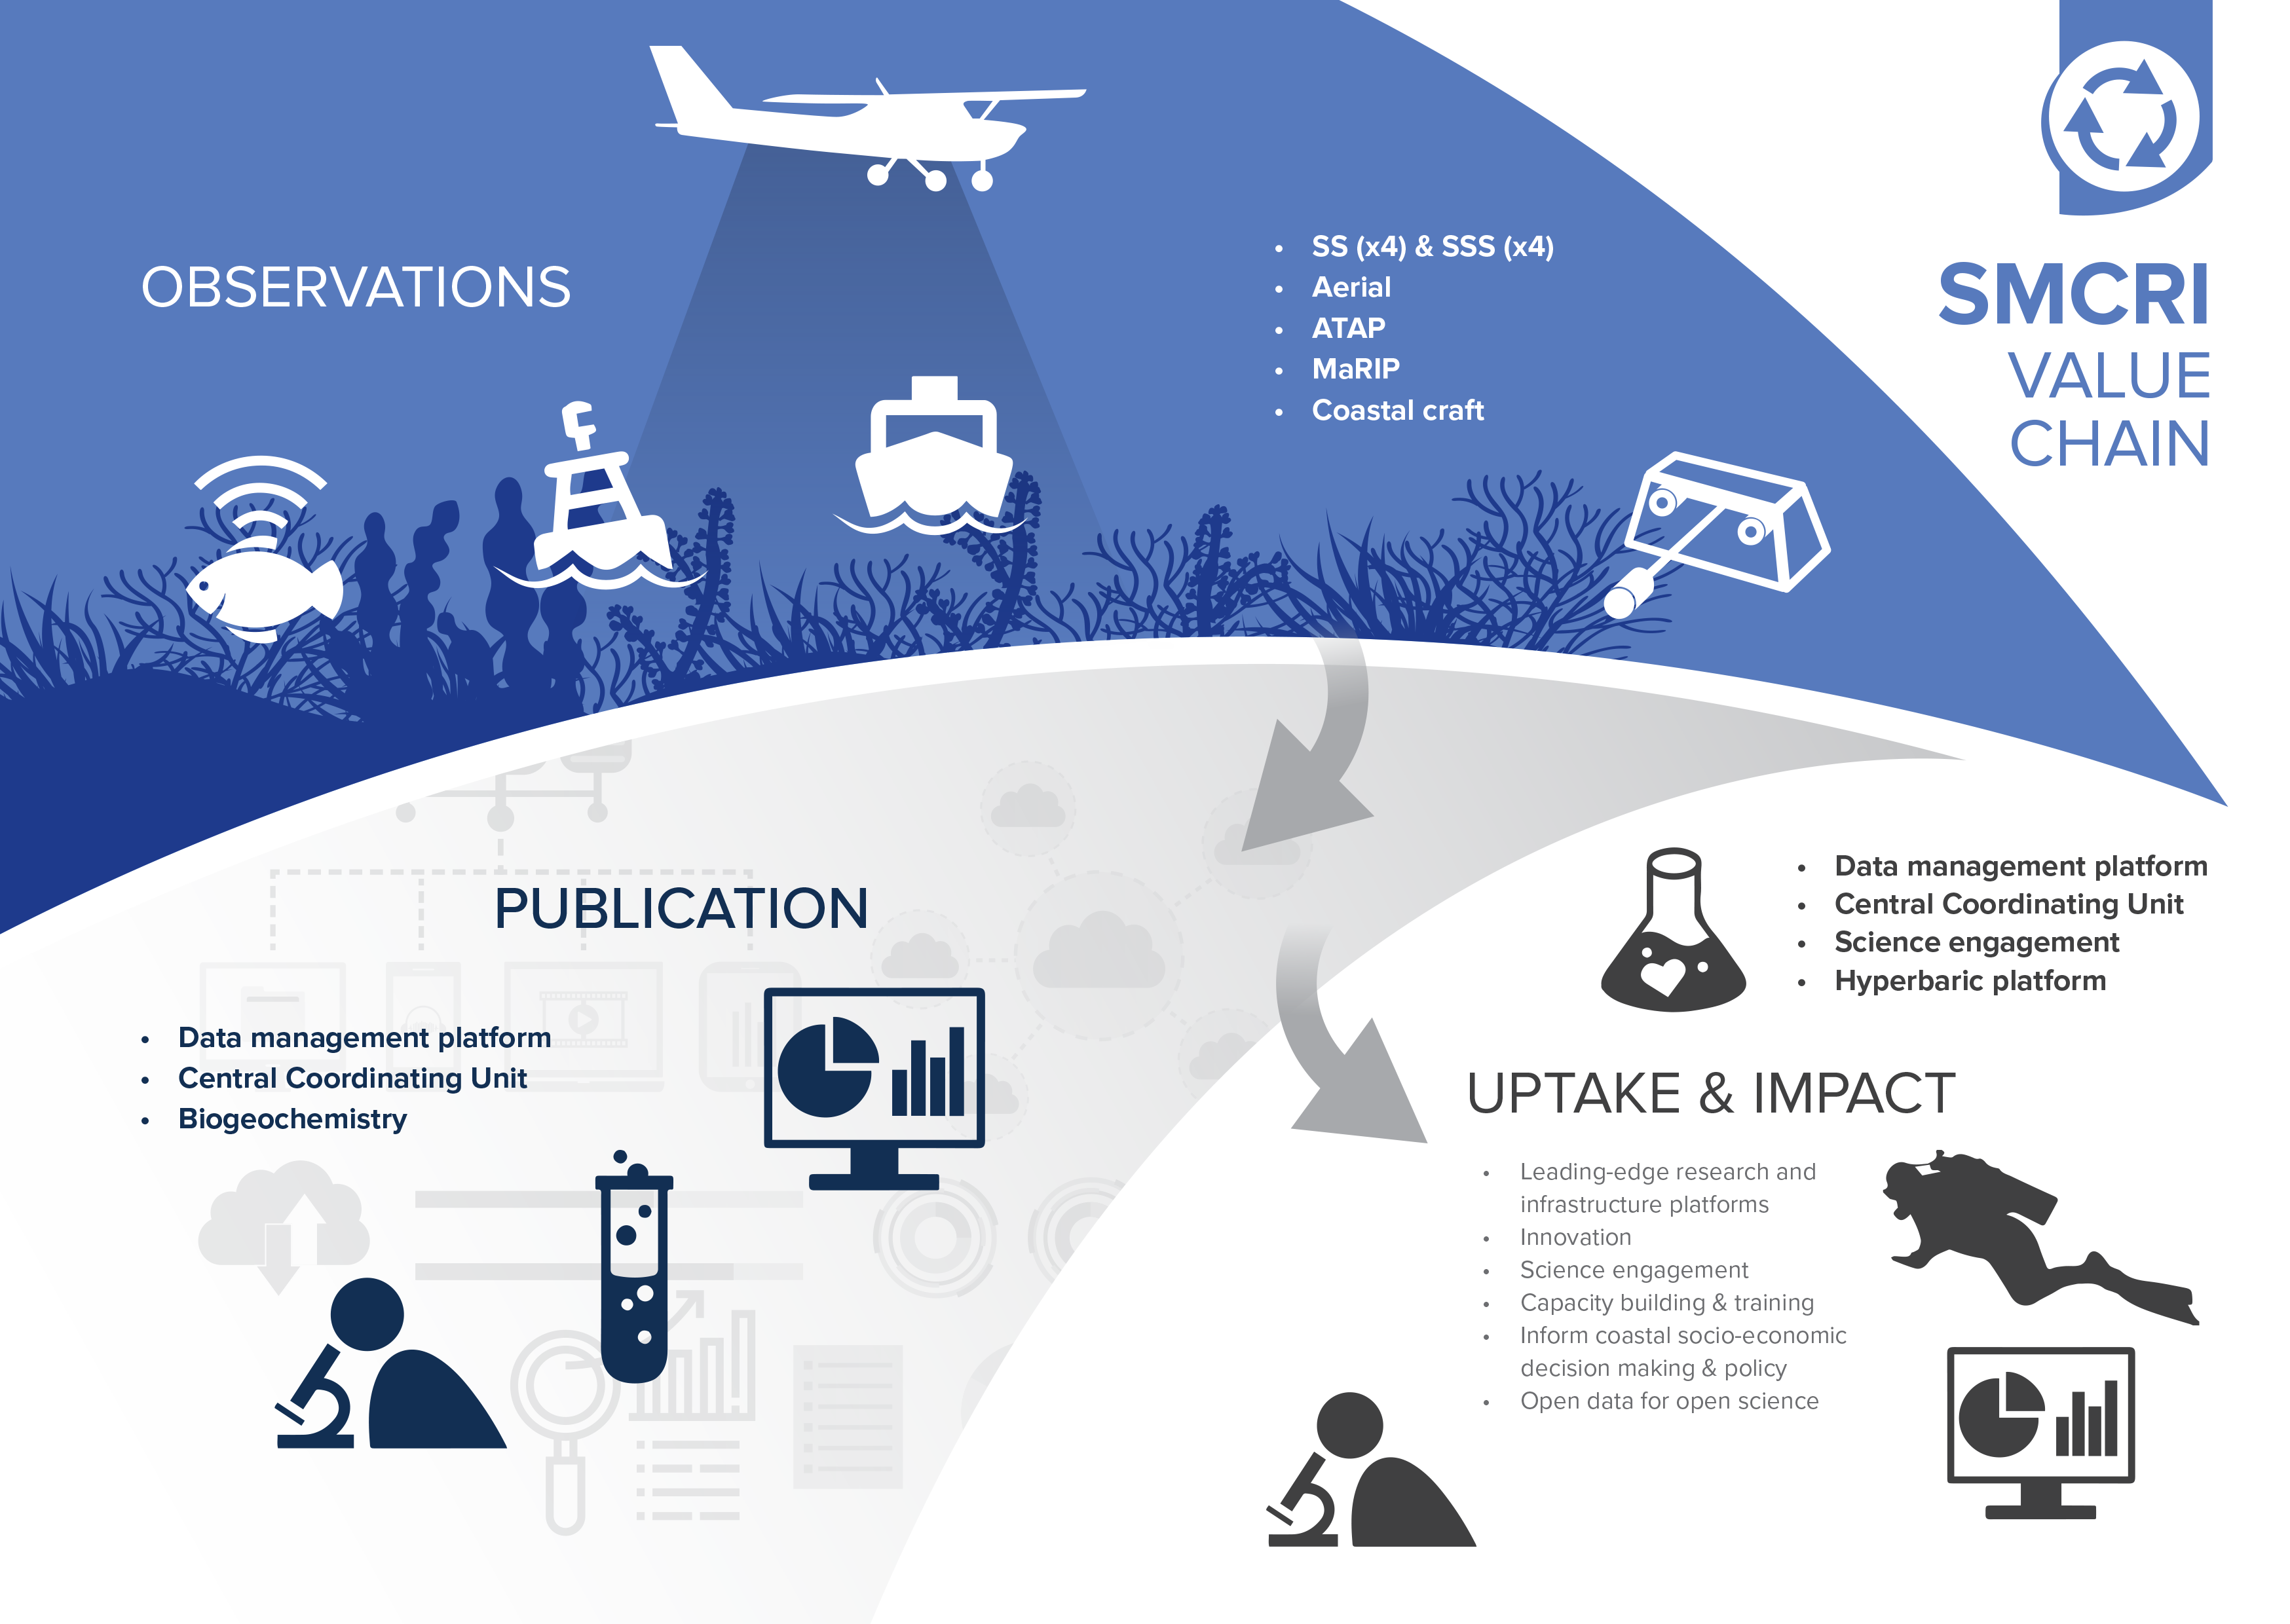 OBSERVATIONS
• SS (x4) & SSS (x4)
• Aerial
• ATAP
• MaRIP
• Coastal craft
SMCRI
VALUE
CHAIN
PUBLICATION
• Data management platform
• Central Coordinating Unit
• Biogeochemistry
• Data management platform
• Central Coordinating Unit
• Science engagement
• Hyperbaric platform
UPTAKE & IMPACT
• Leading-edge research and
infrastructure platforms
• Innovation
• Science engagement
• Capacity building & training
• Inform coastal socio-economic
decision making & policy
• Open data for open science